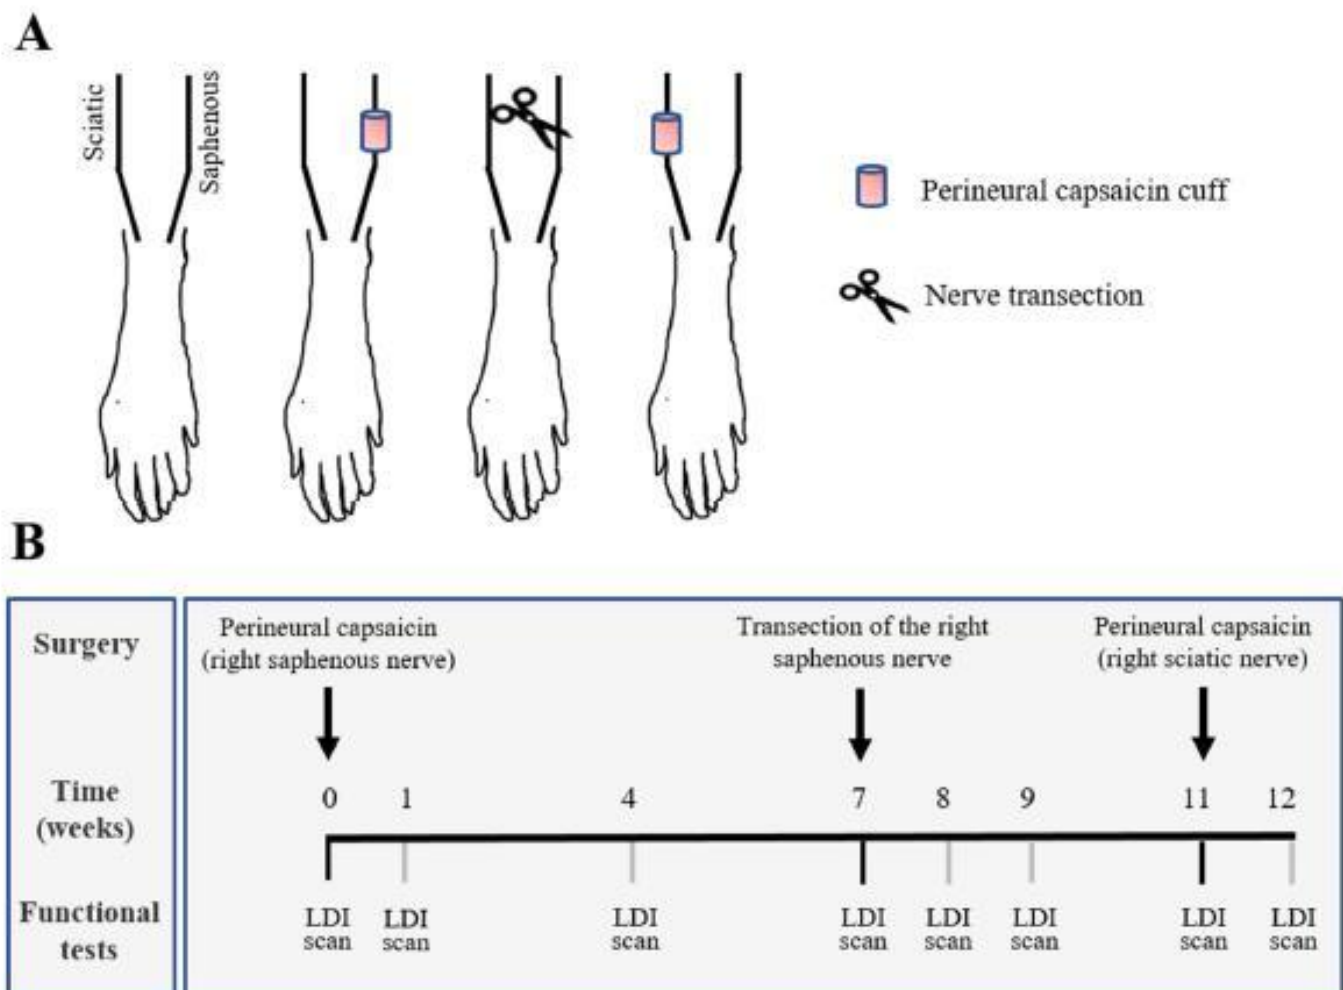 A
Sciatic
Saphenous
Perineural capsaicin cuff
Nerve transection
B
Surgery
Perineural capsaicin
(right saphenous nerve)
Transection of the right
saphenous nerve
Perineural capsaicin
(right sciatic nerve)
Time
(weeks)
0 1 4 7 8 9 11 12
Functional
tests
LDI LDI LDI LDI LDI LDI LDI LDI
scan scan scan scan scan scan scan scan